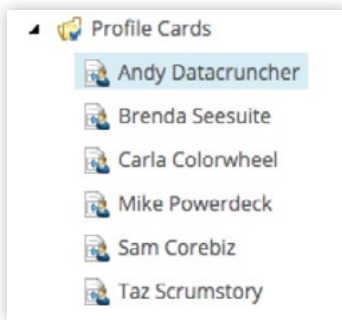 Profile Cards
Andy Datacruncher
Brenda Seesuite
Carla Colorwheel
Mike Powerdeck
Sam Corebiz
Taz Scrumstory